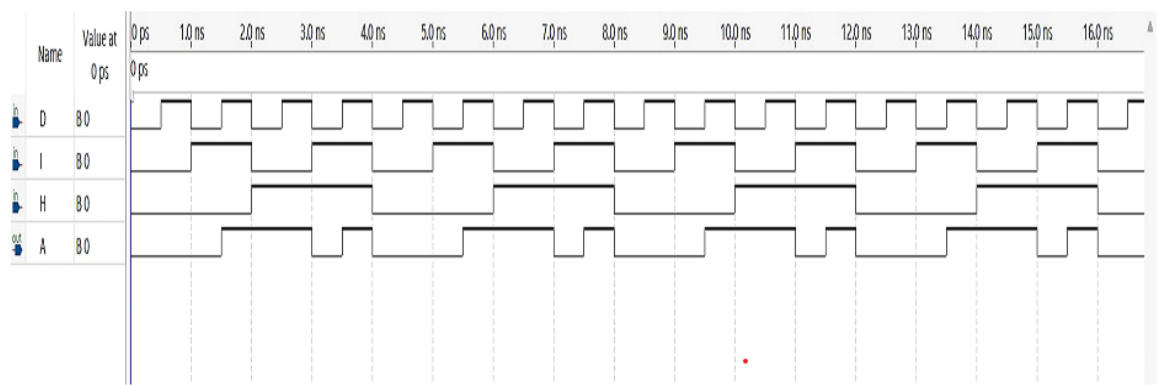 Name Value at 0 ps 0 ps 1.0 ns 2.0 ns 3.0 ns 4.0 ns 5.0 ns 6.0 ns 7.0 ns 8.0 ns 9.0 ns 10.0 ns 11.0 ns 12.0 ns 13.0 ns 14.0 ns 15.0 ns 16.0 ns
0 ps
in D B 0
in I B 0
in H B 0
out A B 0